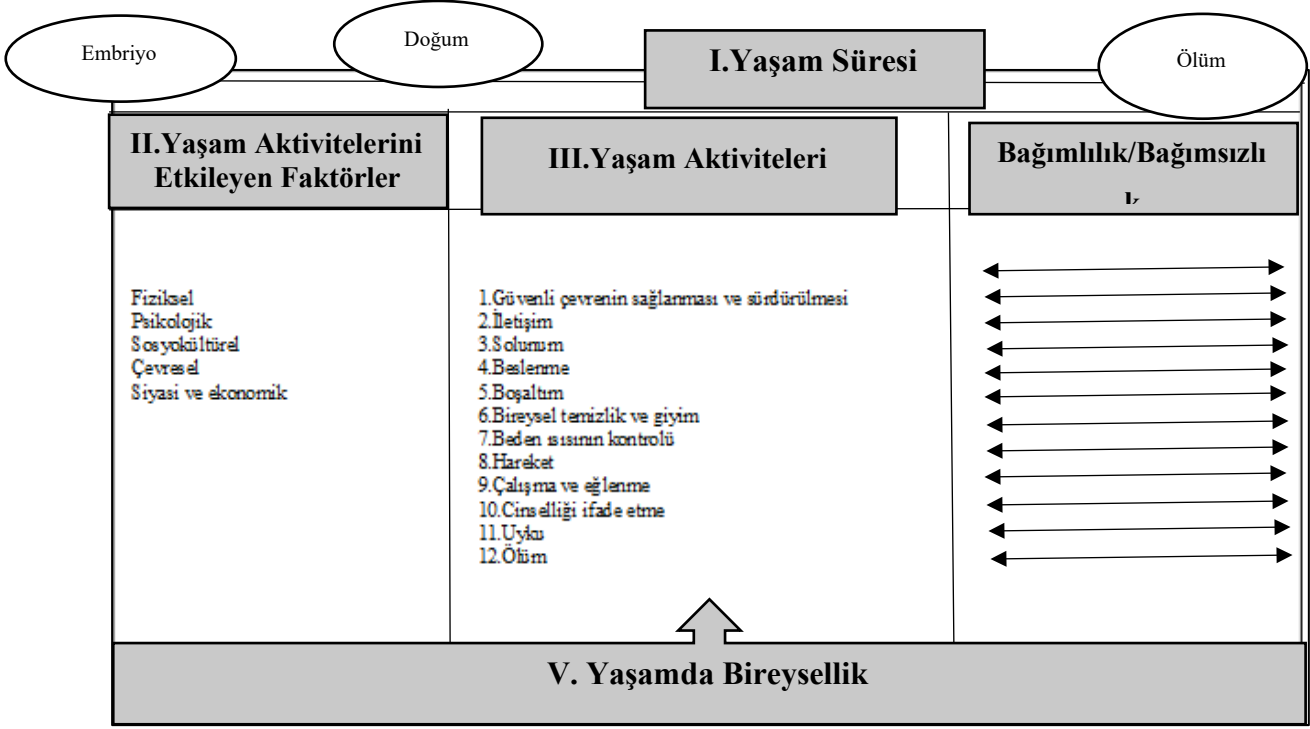 Embriyo
Doğum
I.Yaşam Süresi
Ölüm
II.Yaşam Aktivitelerini
Etkileyen Faktörler
III.Yaşam Aktiviteleri
Bağımlılık/Bağımsızlı
k
Fiziksel
Psikolojik
Sosyokültürel
Çevresel
Siyasi ve ekonomik
1.Güvenli çevrenin sağlanması ve sürdürülmesi
2.İletişim
3.Solunum
4.Beslenme
5.Boşaltım
6.Bireysel temizlik ve giyim
7.Beden ısısının kontrolü
8.Hareket
9.Çalışma ve eğlenme
10.Cinselliği ifade etme
11.Uyku
12.Ölüm
V. Yaşamda Bireysellik